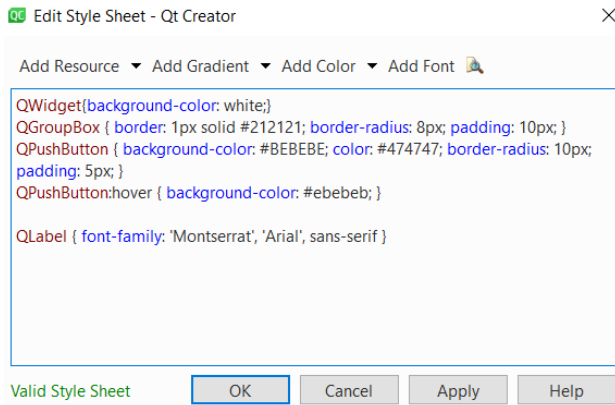 QC Edit Style Sheet - Qt Creator
Add Resource Add Gradient Add Color Add Font
QWidget{background-color: white;}
QGroupBox { border: 1px solid #212121; border-radius: 8px; padding: 10px; }
QPushButton { background-color: #BEBEBE; color: #474747; border-radius: 10px;
padding: 5px; }
QPushButton:hover { background-color: #ebebeb; }
QLabel { font-family: 'Montserrat', 'Arial', sans-serif }
Valid Style Sheet OK Cancel Apply Help